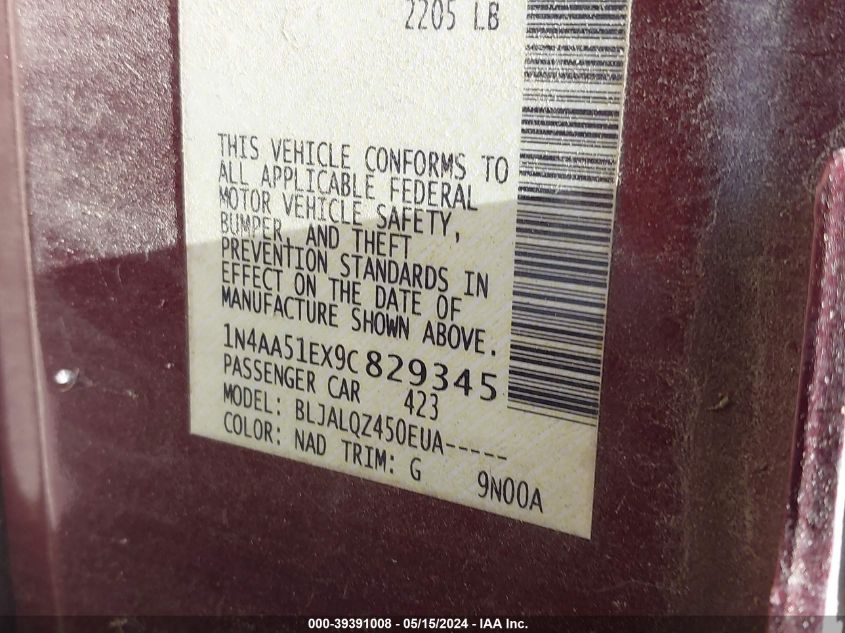 2205 LB
THIS VEHICLE CONFORMS TO
ALL APPLICABLE FEDERAL
MOTOR VEHICLE SAFETY,
BUMPER, AND THEFT
PREVENTION STANDARDS IN
EFFECT ON THE DATE OF
MANUFACTURE SHOWN ABOVE.
1N4AA51EX9C829345
PASSENGER CAR 423
MODEL: BLJALQZ450EUA-----
COLOR: NAD TRIM: G 9N00A
000-39391008 - 05/15/2024 - IAA Inc.